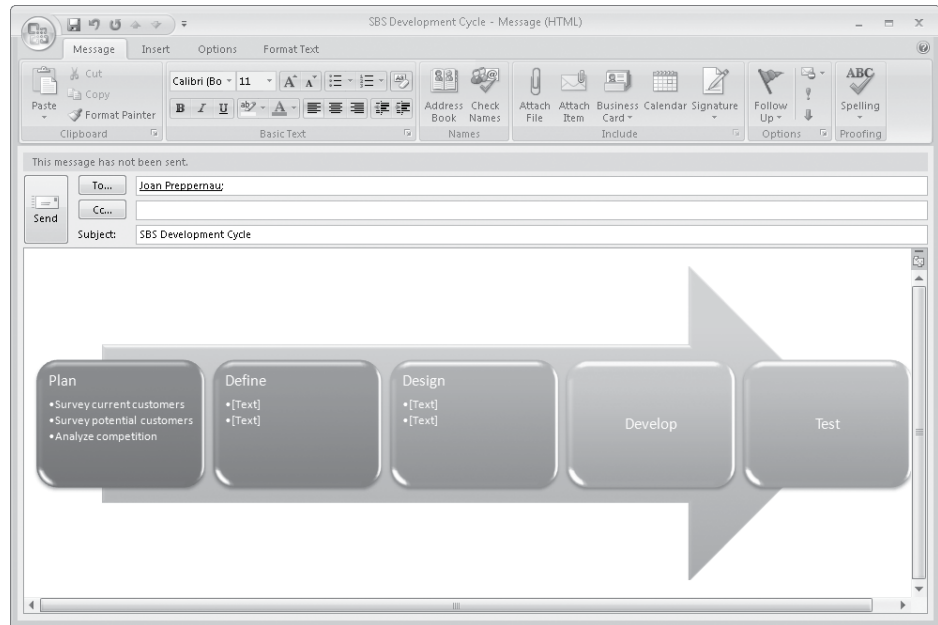 SBS Development Cycle - Message (HTML)
Message Insert Options Format Text
Paste
Cut
Copy
Format Painter
Clipboard
Calibri (Bo 11
B I U
Basic Text
Address Book
Check Names
Names
Attach File
Attach Item
Business Card
Calendar
Signature
Include
Follow Up
Options
ABC
Spelling
Proofing
This message has not been sent.
Send
To... Joan Preppernau;
Cc...
Subject: SBS Development Cycle
Plan
•Survey current customers
•Survey potential customers
•Analyze competition
Define
•[Text]
•[Text]
Design
•[Text]
•[Text]
Develop
Test